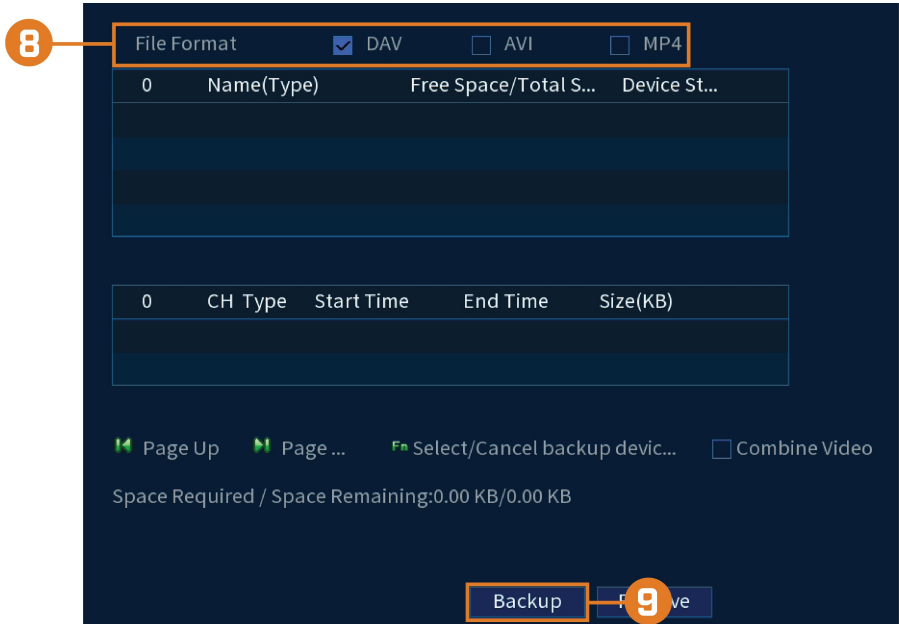 8 File Format DAV AVI MP4
0 Name(Type) Free Space/Total S... Device St...
0 CH Type Start Time End Time Size(KB)
Page Up Page ... Fn Select/Cancel backup devic... Combine Video
Space Required / Space Remaining:0.00 KB/0.00 KB
Backup 9